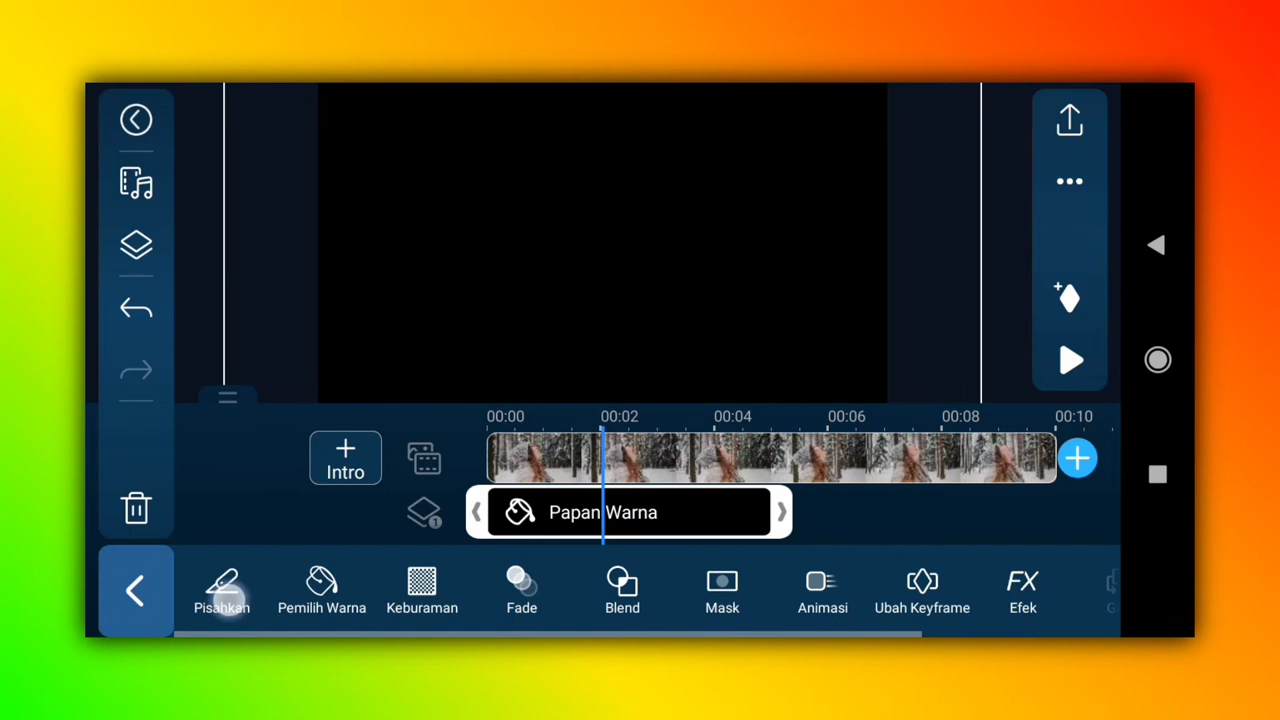 00:00 00:02 00:04 00:06 00:08 00:10
Intro
1
Papan Warna
Pisahkan Pemilih Warna Keburaman Fade Blend Mask Animasi Ubah Keyframe FX Efek